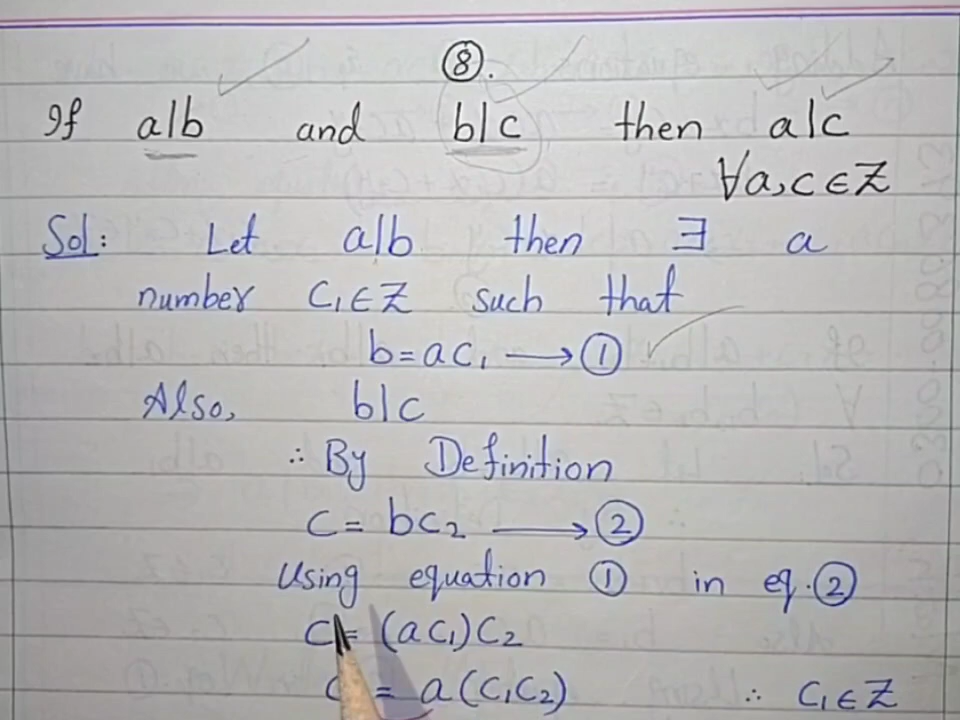 ⑧.
If a|b and b|c then a|c
∀a,c∈Z
Sol: Let a|b then ∃ a
number C₁∈Z such that
b=ac₁ ⟶ ①
Also, b|c
∴ By Definition
C = bc₂ ⟶ ②
Using equation ① in eq.②
C = (ac₁)C₂
C = a(C₁C₂) ∴ C₁∈Z